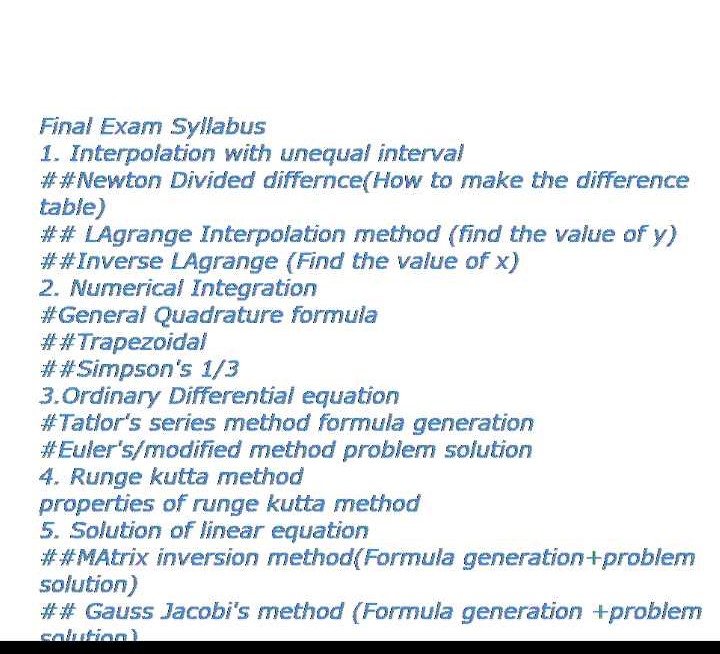 Final Exam Syllabus
1. Interpolation with unequal interval
##Newton Divided differnce(How to make the difference
table)
## LAgrange Interpolation method (find the value of y)
##Inverse LAgrange (Find the value of x)
2. Numerical Integration
#General Quadrature formula
##Trapezoidal
##Simpson's 1/3
3.Ordinary Differential equation
#Tatlor's series method formula generation
#Euler's/modified method problem solution
4. Runge kutta method
properties of runge kutta method
5. Solution of linear equation
##MAtrix inversion method(Formula generation+problem
solution)
## Gauss Jacobi's method (Formula generation +problem
solution)